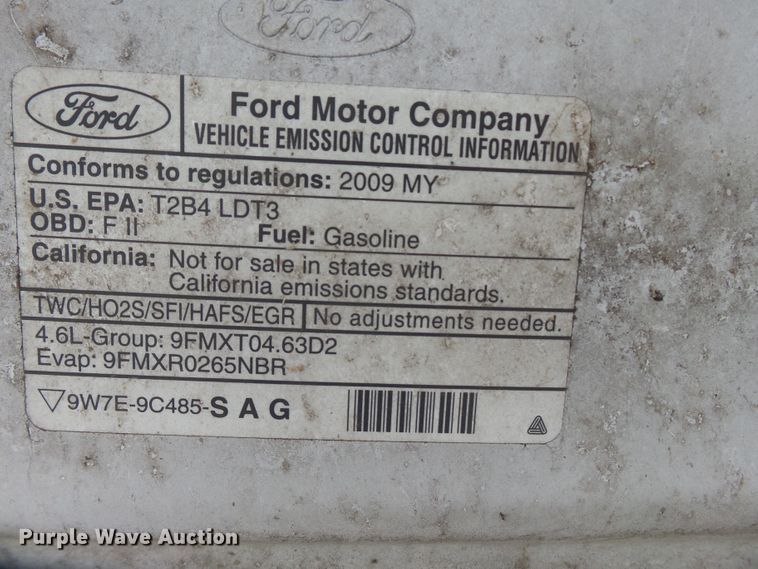 Ford
Ford
Ford Motor Company
VEHICLE EMISSION CONTROL INFORMATION
Conforms to regulations: 2009 MY
U.S. EPA: T2B4 LDT3
OBD: F II Fuel: Gasoline
California: Not for sale in states with
California emissions standards.
TWC/HO2S/SFI/HAFS/EGR No adjustments needed.
4.6L-Group: 9FMXT04.63D2
Evap: 9FMXR0265NBR
9W7E-9C485-SAG
Purple Wave Auction